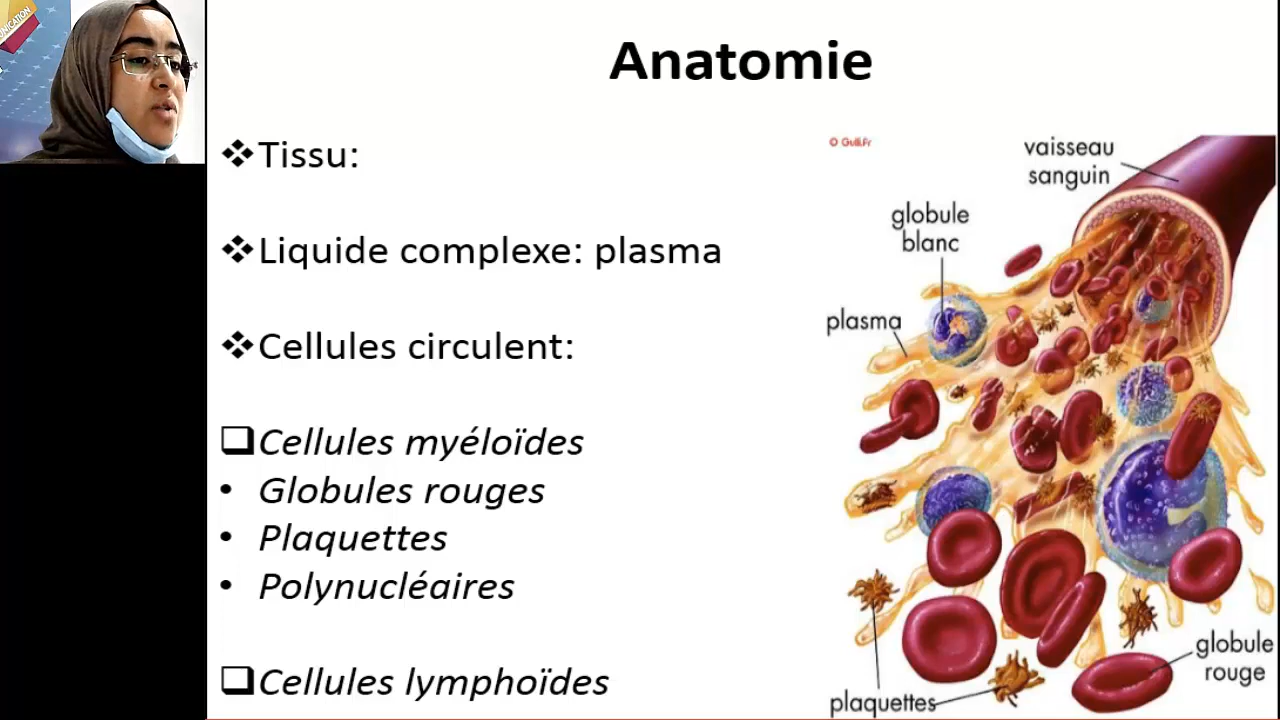 Anatomie
❖Tissu:
❖Liquide complexe: plasma
❖Cellules circulent:
❑Cellules myéloïdes
• Globules rouges
• Plaquettes
• Polynucléaires
❑Cellules lymphoïdes
© Gulli.Fr
vaisseau
sanguin
globule
blanc
plasma
plaquettes
globule
rouge